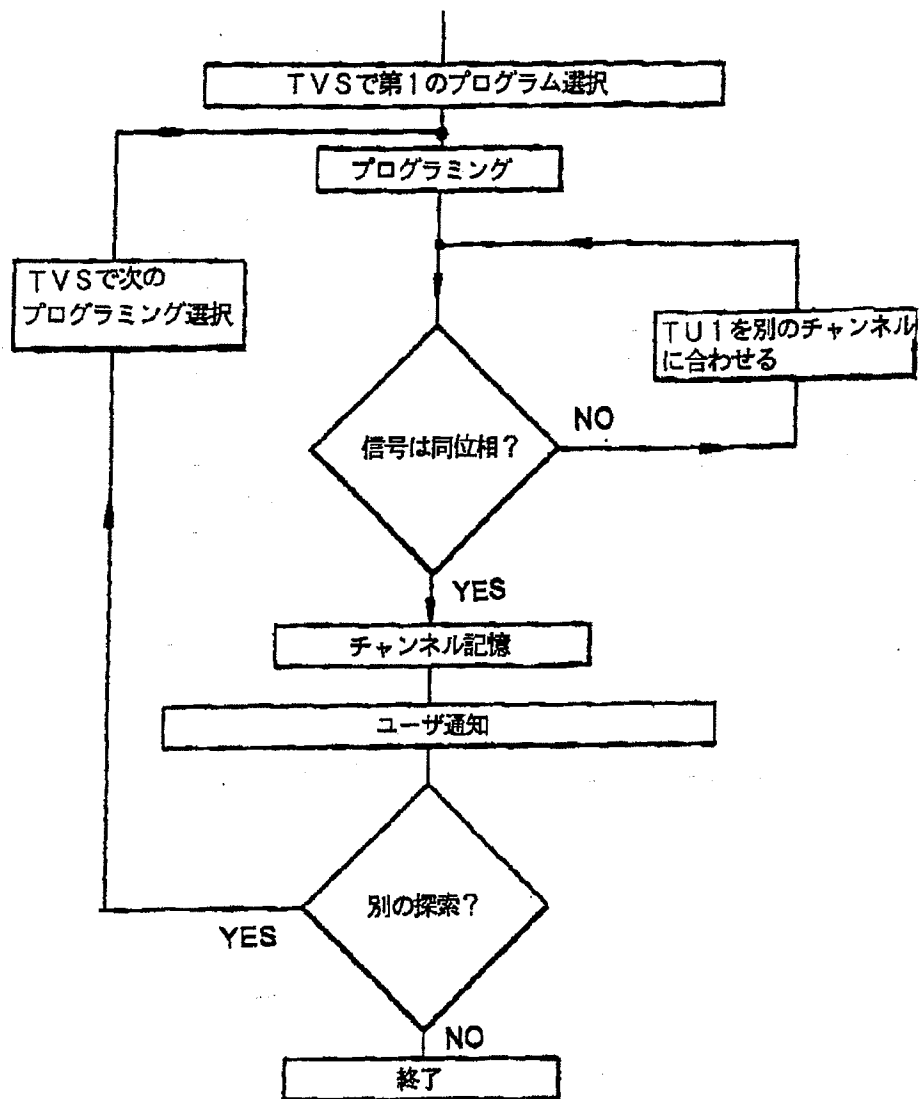 TVSで第1のプログラム選択
プログラミング
TVSで次の
プログラミング選択
TU1を別のチャンネル
に合わせる
NO
信号は同位相？
YES
チャンネル記憶
ユーザ通知
別の探索？
YES
NO
終了